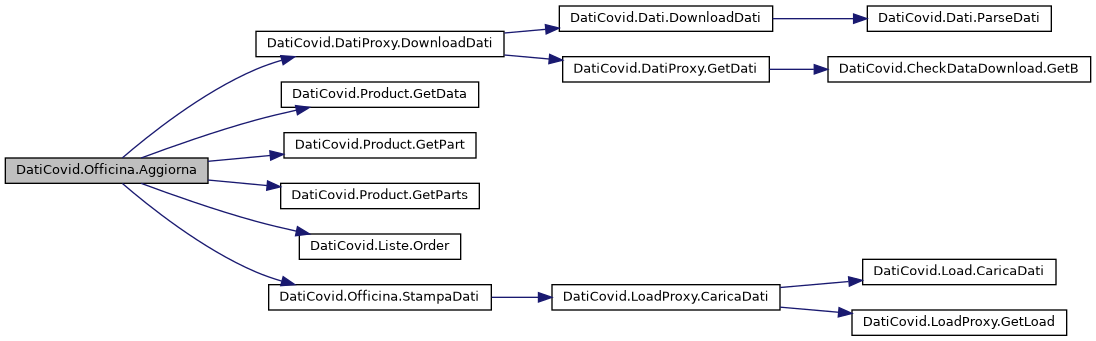 DatiCovid.Officina.Aggiorna
DatiCovid.DatiProxy.DownloadDati
DatiCovid.Dati.DownloadDati
DatiCovid.Dati.ParseDati
DatiCovid.DatiProxy.GetDati
DatiCovid.CheckDataDownload.GetB
DatiCovid.Product.GetData
DatiCovid.Product.GetPart
DatiCovid.Product.GetParts
DatiCovid.Liste.Order
DatiCovid.Officina.StampaDati
DatiCovid.LoadProxy.CaricaDati
DatiCovid.Load.CaricaDati
DatiCovid.LoadProxy.GetLoad